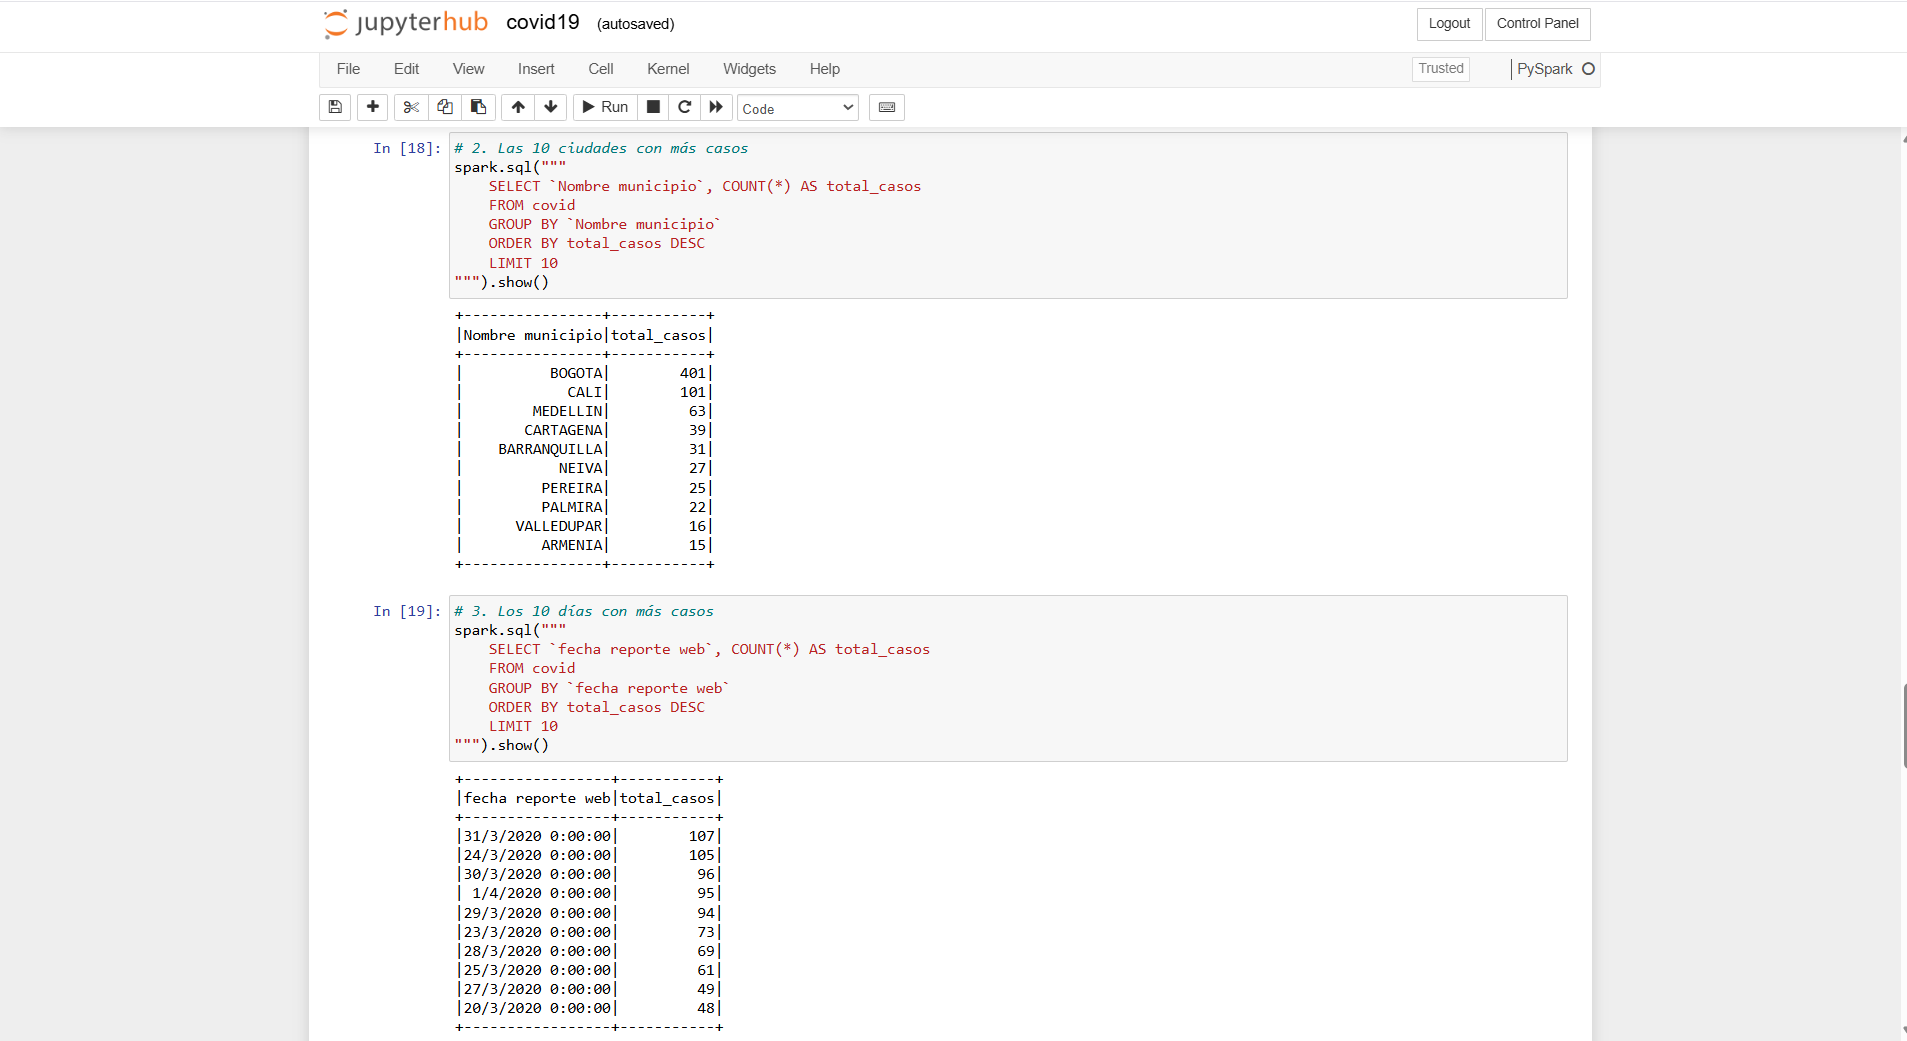 jupyterhub covid19 (autosaved) Logout Control Panel
File Edit View Insert Cell Kernel Widgets Help Trusted PySpark
Run Code
In [18]: # 2. Las 10 ciudades con más casos
spark.sql("""
    SELECT `Nombre municipio`, COUNT(*) AS total_casos
    FROM covid
    GROUP BY `Nombre municipio`
    ORDER BY total_casos DESC
    LIMIT 10
""").show()
+----------------+-----------+
|Nombre municipio|total_casos|
+----------------+-----------+
|          BOGOTA|        401|
|            CALI|        101|
|        MEDELLIN|         63|
|       CARTAGENA|         39|
|    BARRANQUILLA|         31|
|           NEIVA|         27|
|         PEREIRA|         25|
|         PALMIRA|         22|
|      VALLEDUPAR|         16|
|         ARMENIA|         15|
+----------------+-----------+
In [19]: # 3. Los 10 días con más casos
spark.sql("""
    SELECT `fecha reporte web`, COUNT(*) AS total_casos
    FROM covid
    GROUP BY `fecha reporte web`
    ORDER BY total_casos DESC
    LIMIT 10
""").show()
+-----------------+-----------+
|fecha reporte web|total_casos|
+-----------------+-----------+
|31/3/2020 0:00:00|        107|
|24/3/2020 0:00:00|        105|
|30/3/2020 0:00:00|         96|
| 1/4/2020 0:00:00|         95|
|29/3/2020 0:00:00|         94|
|23/3/2020 0:00:00|         73|
|28/3/2020 0:00:00|         69|
|25/3/2020 0:00:00|         61|
|27/3/2020 0:00:00|         49|
|20/3/2020 0:00:00|         48|
+-----------------+-----------+